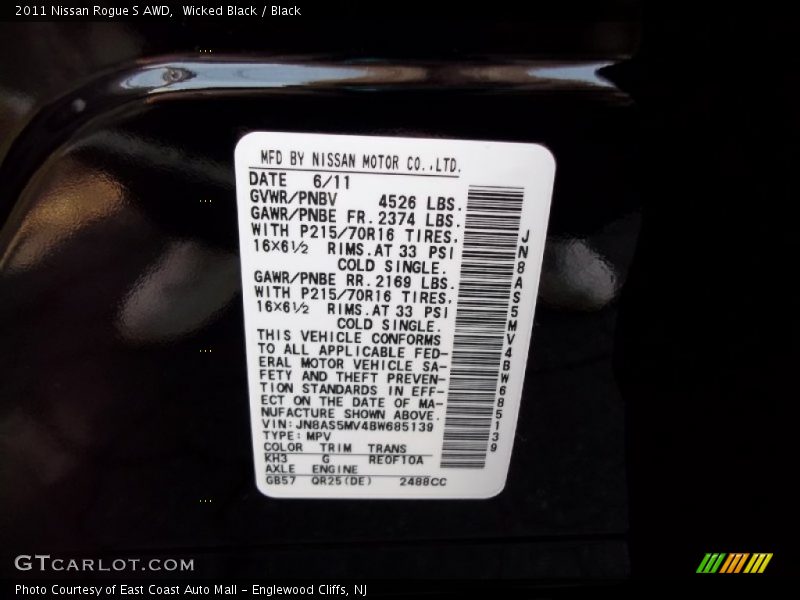 2011 Nissan Rogue S AWD,  Wicked Black / Black
MFD BY NISSAN MOTOR CO.,LTD.
DATE 6/11
GVWR/PNBV 4526 LBS.
GAWR/PNBE FR. 2374 LBS.
WITH P215/70R16 TIRES.
16X6½ RIMS.AT 33 PSI
COLD SINGLE.
GAWR/PNBE RR. 2169 LBS.
WITH P215/70R16 TIRES,
16X6½ RIMS.AT 33 PSI
COLD SINGLE.
THIS VEHICLE CONFORMS
TO ALL APPLICABLE FED-
ERAL MOTOR VEHICLE SA-
FETY AND THEFT PREVEN-
TION STANDARDS IN EFF-
ECT ON THE DATE OF MA-
NUFACTURE SHOWN ABOVE.
VIN:JN8AS5MV4BW685139
TYPE: MPV
COLOR TRIM TRANS
KH3 G RE0F10A
AXLE ENGINE
GB57 QR25(DE) 2488CC
JN8AS5MV4BW685139
GTCARLOT.COM
Photo Courtesy of East Coast Auto Mall - Englewood Cliffs, NJ